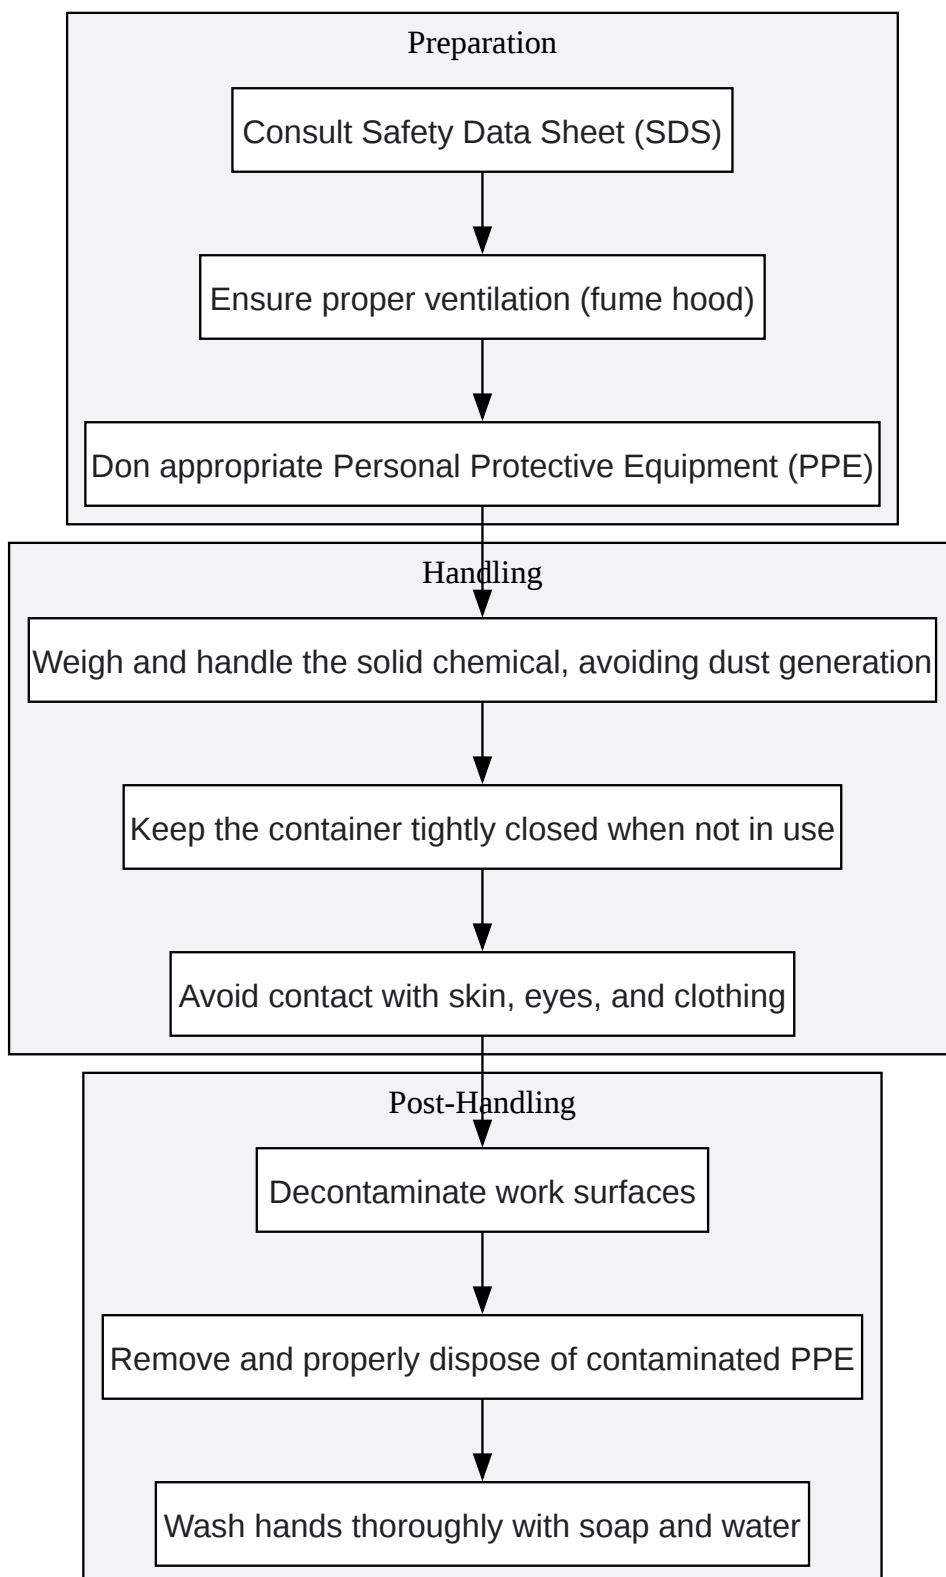 Preparation
Consult Safety Data Sheet (SDS)
Ensure proper ventilation (fume hood)
Don appropriate Personal Protective Equipment (PPE)
Handling
Weigh and handle the solid chemical, avoiding dust generation
Keep the container tightly closed when not in use
Avoid contact with skin, eyes, and clothing
Post-Handling
Decontaminate work surfaces
Remove and properly dispose of contaminated PPE
Wash hands thoroughly with soap and water